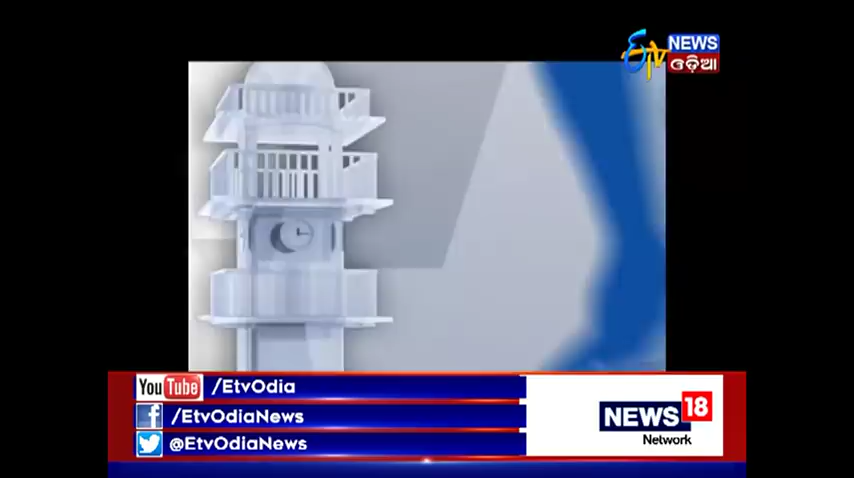 ETV NEWS
ଓଡ଼ିଆ
YouTube /EtvOdia
f /EtvOdiaNews
@EtvOdiaNews
NEWS 18
Network